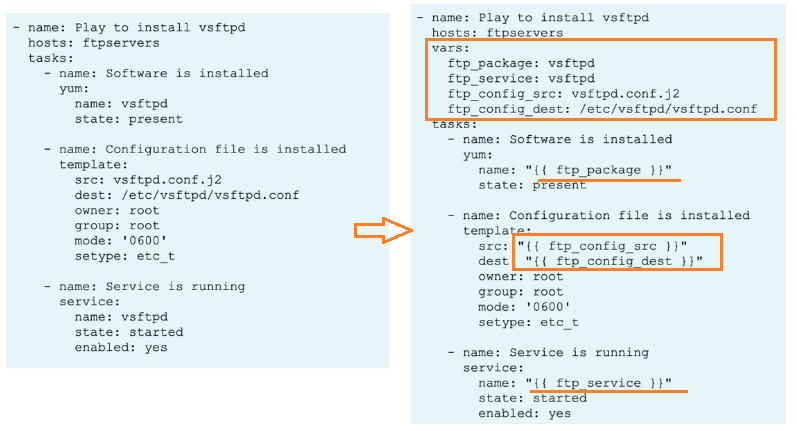 - name: Play to install vsftpd
  hosts: ftpservers
  tasks:
    - name: Software is installed
      yum:
        name: vsftpd
        state: present
    - name: Configuration file is installed
      template:
        src: vsftpd.conf.j2
        dest: /etc/vsftpd/vsftpd.conf
        owner: root
        group: root
        mode: '0600'
        setype: etc_t
    - name: Service is running
      service:
        name: vsftpd
        state: started
        enabled: yes
- name: Play to install vsftpd
  hosts: ftpservers
  vars:
    ftp_package: vsftpd
    ftp_service: vsftpd
    ftp_config_src: vsftpd.conf.j2
    ftp_config_dest: /etc/vsftpd/vsftpd.conf
  tasks:
    - name: Software is installed
      yum:
        name: "{{ ftp_package }}"
        state: present
    - name: Configuration file is installed
      template:
        src: "{{ ftp_config_src }}"
        dest: "{{ ftp_config_dest }}"
        owner: root
        group: root
        mode: '0600'
        setype: etc_t
    - name: Service is running
      service:
        name: "{{ ftp_service }}"
        state: started
        enabled: yes